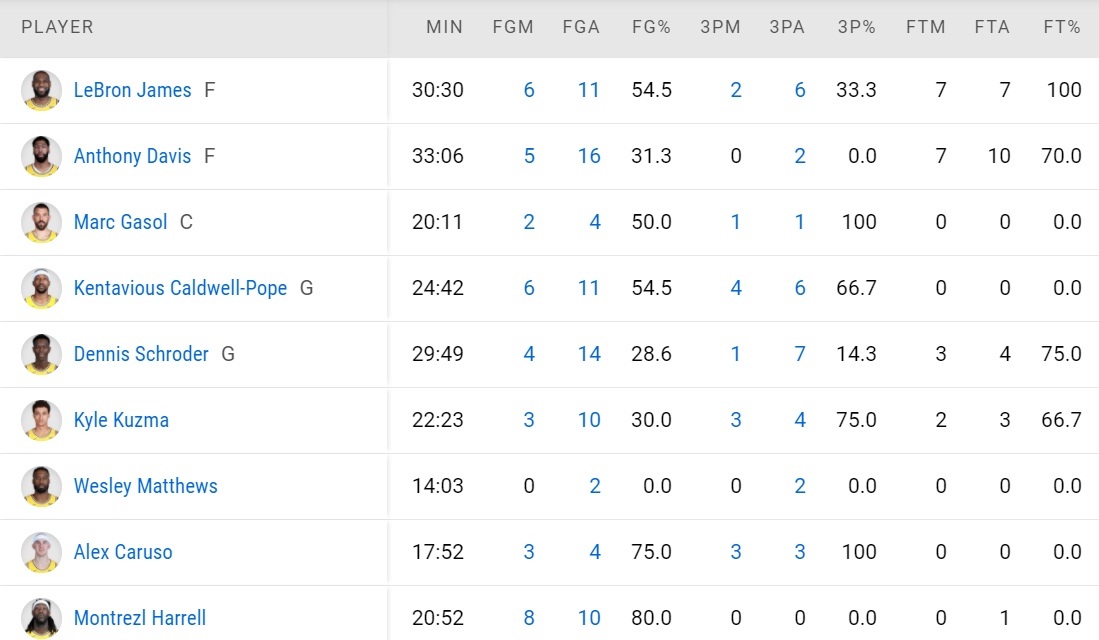 PLAYER MIN FGM FGA FG% 3PM 3PA 3P% FTM FTA FT%
LeBron James F 30:30 6 11 54.5 2 6 33.3 7 7 100
Anthony Davis F 33:06 5 16 31.3 0 2 0.0 7 10 70.0
Marc Gasol C 20:11 2 4 50.0 1 1 100 0 0 0.0
Kentavious Caldwell-Pope G 24:42 6 11 54.5 4 6 66.7 0 0 0.0
Dennis Schroder G 29:49 4 14 28.6 1 7 14.3 3 4 75.0
Kyle Kuzma 22:23 3 10 30.0 3 4 75.0 2 3 66.7
Wesley Matthews 14:03 0 2 0.0 0 2 0.0 0 0 0.0
Alex Caruso 17:52 3 4 75.0 3 3 100 0 0 0.0
Montrezl Harrell 20:52 8 10 80.0 0 0 0.0 0 1 0.0